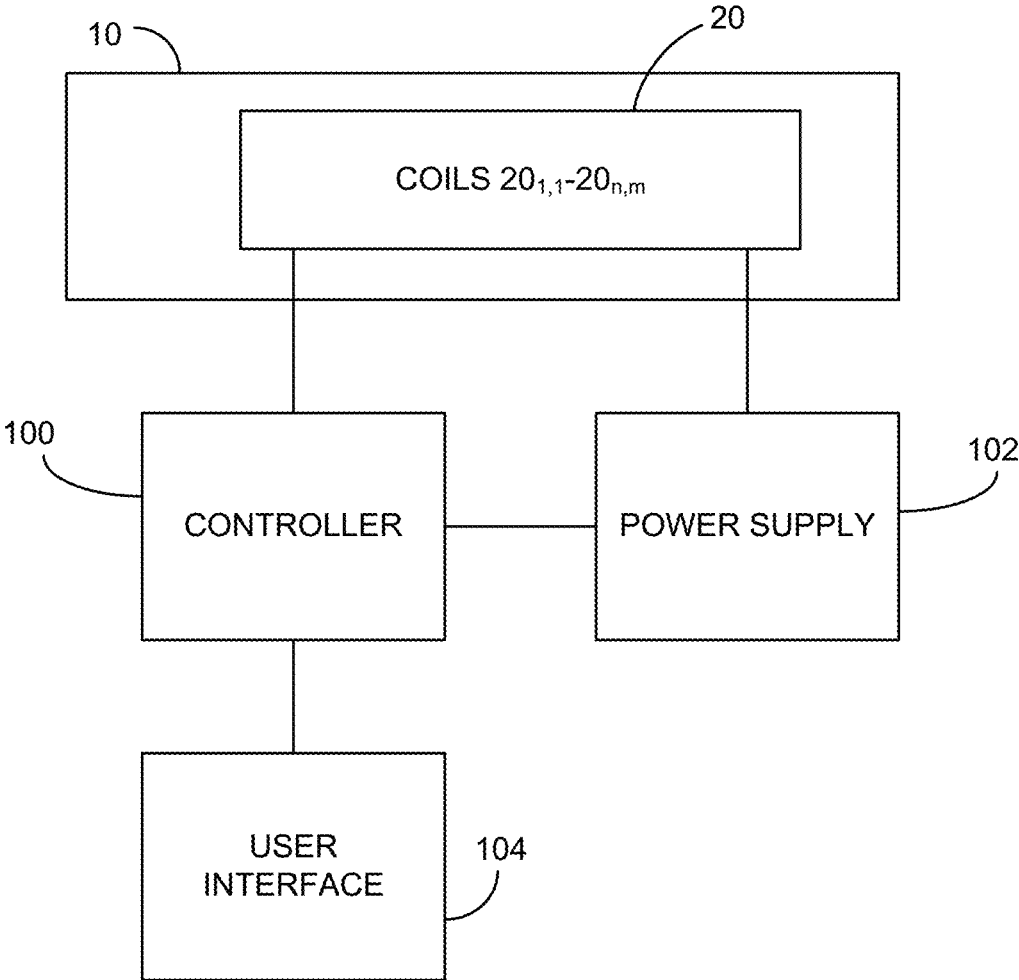 10
20
COILS 20₁,₁-20ₙ,ₘ
100
102
CONTROLLER
POWER SUPPLY
USER
INTERFACE
104